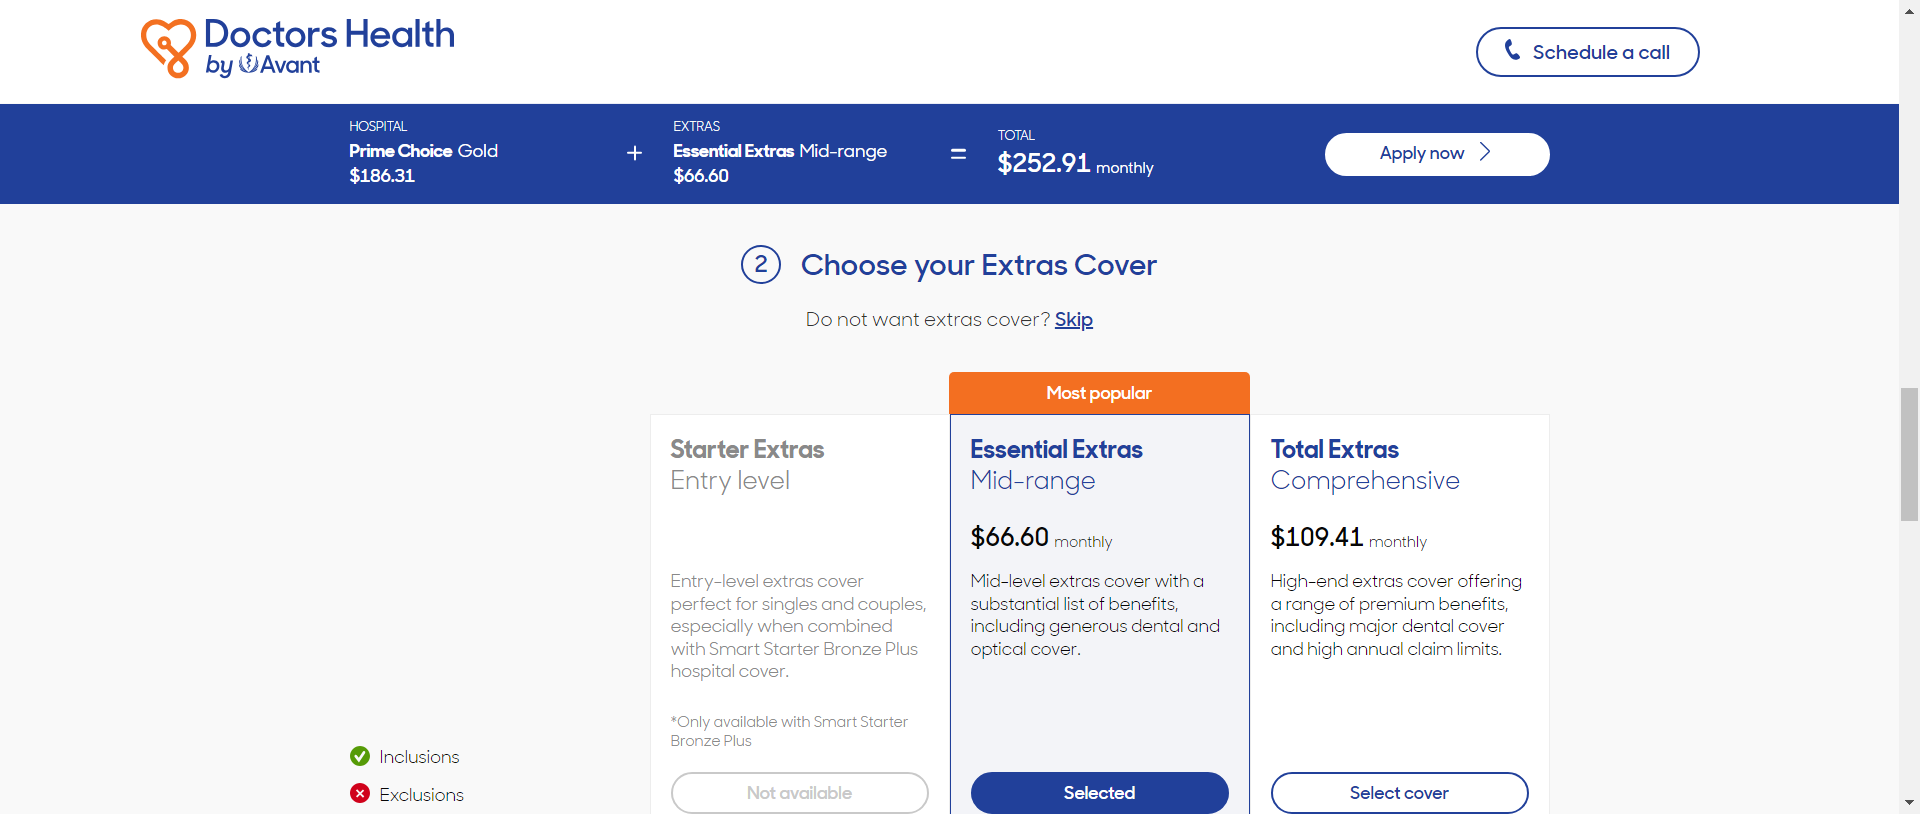 Doctors Health
by Avant
Schedule a call
HOSPITAL
Prime Choice Gold
$186.31
+
EXTRAS
Essential Extras Mid-range
$66.60
=
TOTAL
$252.91 monthly
Apply now
2 Choose your Extras Cover
Do not want extras cover? Skip
Most popular
Starter Extras
Entry level
Entry-level extras cover
perfect for singles and couples,
especially when combined
with Smart Starter Bronze Plus
hospital cover.
*Only available with Smart Starter
Bronze Plus
Not available
Essential Extras
Mid-range
$66.60 monthly
Mid-level extras cover with a
substantial list of benefits,
including generous dental and
optical cover.
Selected
Total Extras
Comprehensive
$109.41 monthly
High-end extras cover offering
a range of premium benefits,
including major dental cover
and high annual claim limits.
Select cover
Inclusions
Exclusions